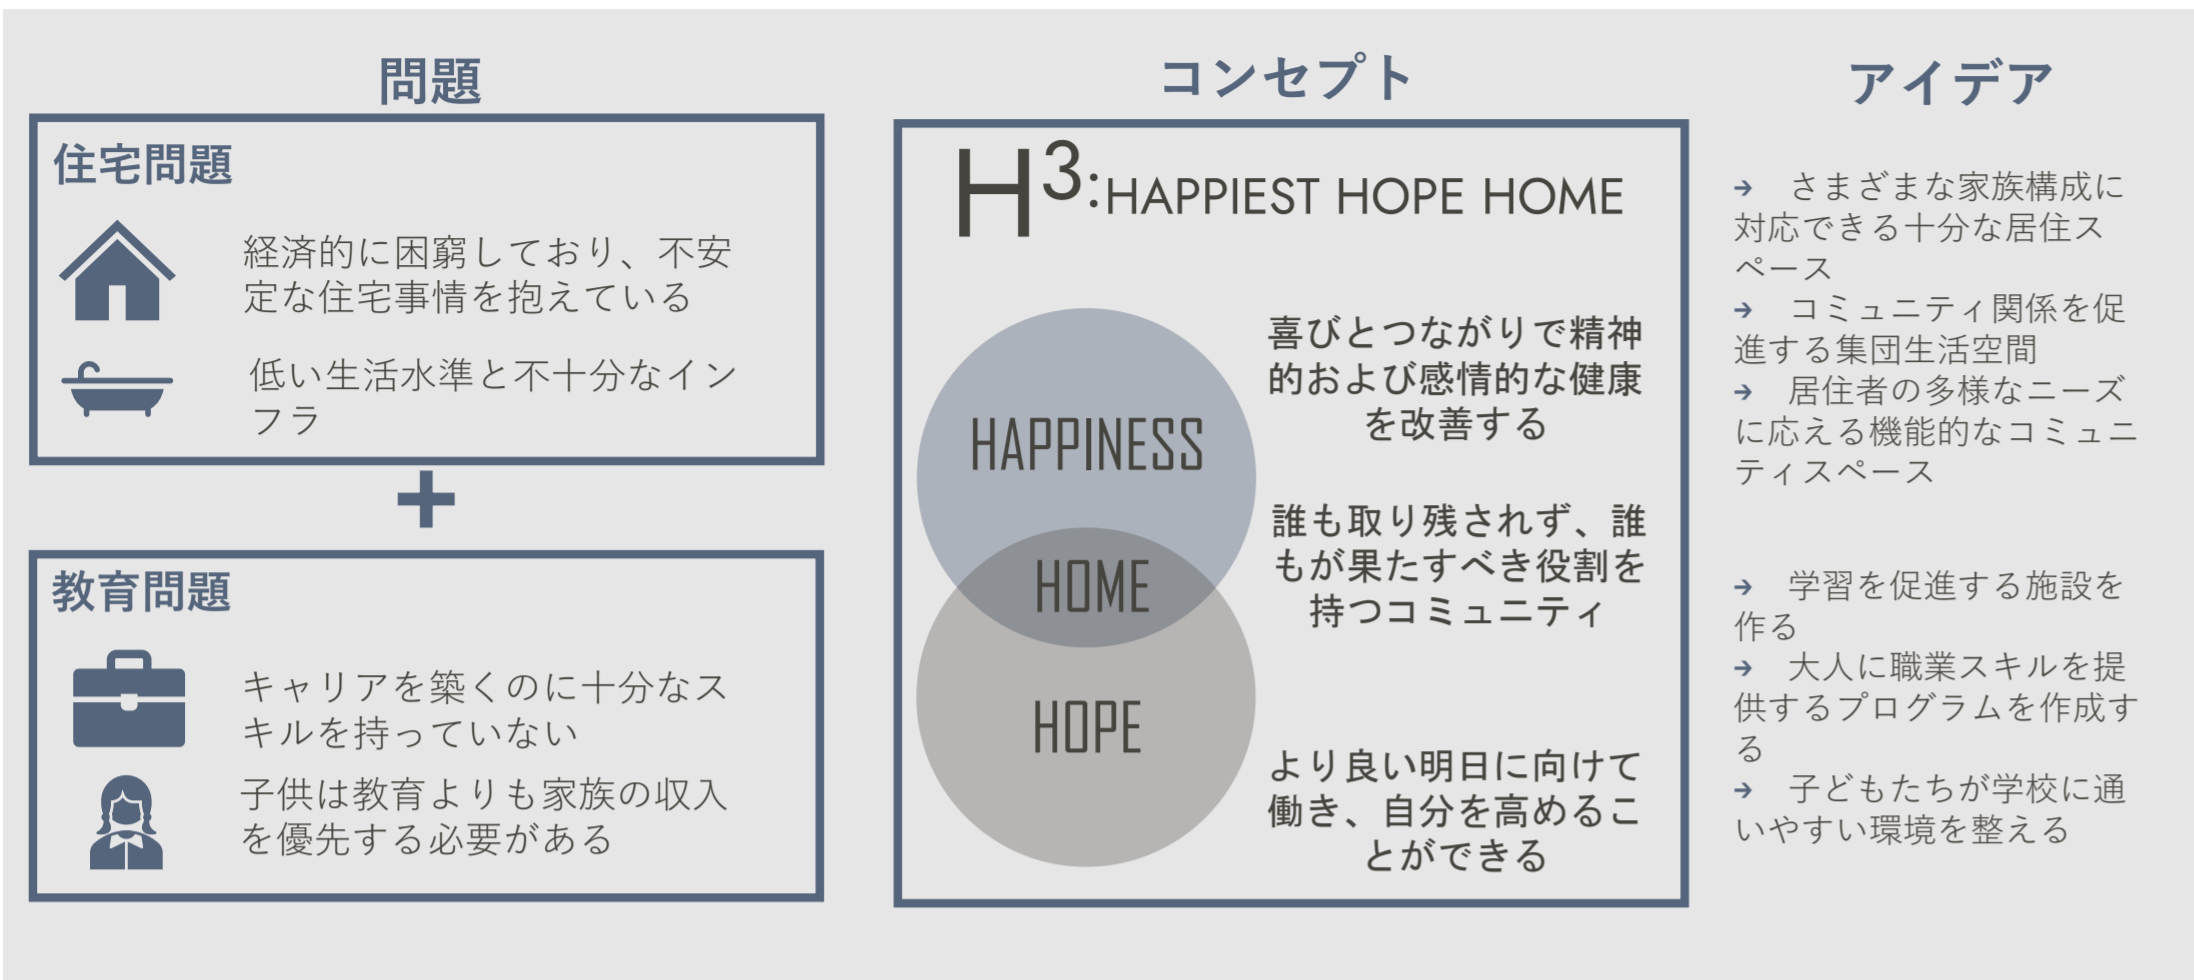 問題
住宅問題
経済的に困窮しており、不安
定な住宅事情を抱えている
低い生活水準と不十分なイン
フラ
+
教育問題
キャリアを築くのに十分なス
キルを持っていない
子供は教育よりも家族の収入
を優先する必要がある
コンセプト
H³:HAPPIEST HOPE HOME
HAPPINESS
喜びとつながりで精神
的および感情的な健康
を改善する
HOME
誰も取り残されず、誰
もが果たすべき役割を
持つコミュニティ
HOPE
より良い明日に向けて
働き、自分を高めるこ
とができる
アイデア
→ さまざまな家族構成に
対応できる十分な居住ス
ペース
→ コミュニティ関係を促
進する集団生活空間
→ 居住者の多様なニーズ
に応える機能的なコミュニ
ティスペース
→ 学習を促進する施設を
作る
→ 大人に職業スキルを提
供するプログラムを作成す
る
→ 子どもたちが学校に通
いやすい環境を整える